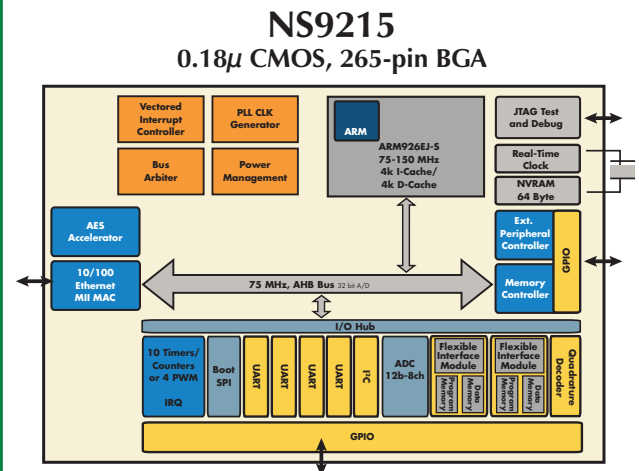 NS9215
0.18µ CMOS, 265-pin BGA
Vectored
Interrupt
Controller
PLL CLK
Generator
Bus
Arbiter
Power
Management
ARM
ARM926EJ-S
75-150 MHz
4k I-Cache/
4k D-Cache
JTAG Test
and Debug
Real-Time
Clock
NVRAM
64 Byte
AES
Accelerator
10/100
Ethernet
MII MAC
Ext.
Peripheral
Controller
Memory
Controller
GPIO
75 MHz, AHB Bus 32 bit A/D
I/O Hub
10 Timers/
Counters
or 4 PWM
IRQ
Boot
SPI
UART
UART
UART
UART
I²C
ADC
12b-8ch
Flexible
Interface
Module
Program
Memory
Data
Memory
Flexible
Interface
Module
Program
Memory
Data
Memory
Quadrature
Decoder
GPIO